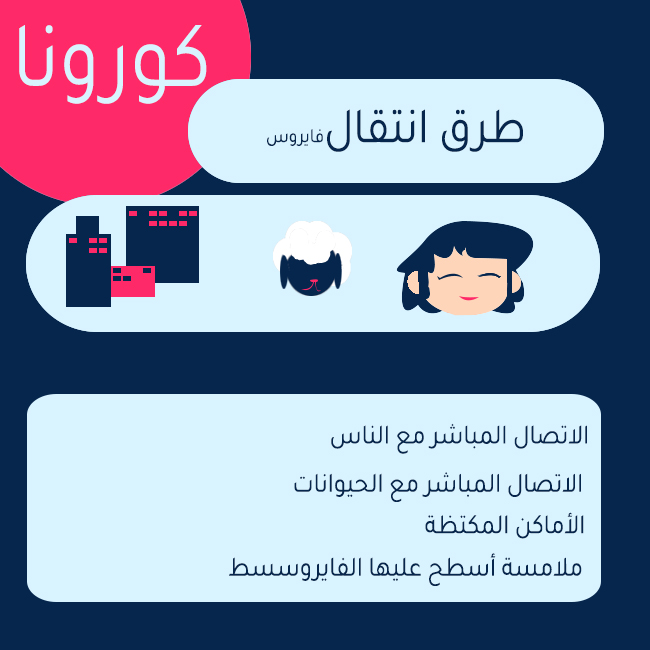 كورونا
طرق انتقال فايروس
الاتصال المباشر مع الناس
الاتصال المباشر مع الحيوانات
الأماكن المكتظة
ملامسة أسطح عليها الفايروسسط